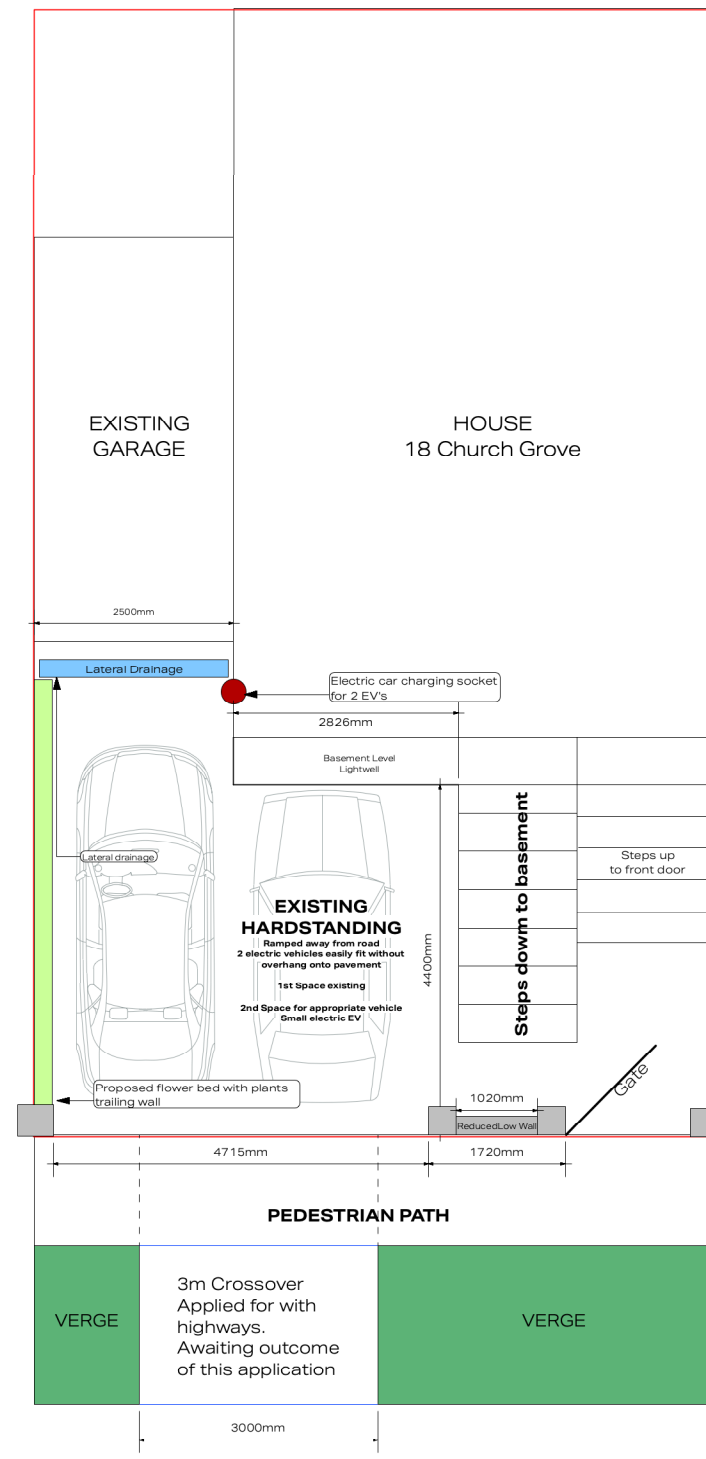 EXISTING
GARAGE
HOUSE
18 Church Grove
2500mm
Lateral Drainage
Electric car charging socket
for 2 EV's
2826mm
Basement Level
Lightwell
Steps down to basement
Steps up
to front door
Lateral drainage
EXISTING
HARDSTANDING
Ramped away from road
2 electric vehicles easily fit without
overhang onto pavement
1st Space existing
2nd Space for appropriate vehicle
Small electric EV
4400mm
Gate
Proposed flower bed with plants
trailing wall
1020mm
ReducedLow Wall
4715mm
1720mm
PEDESTRIAN PATH
VERGE
3m Crossover
Applied for with
highways.
Awaiting outcome
of this application
VERGE
3000mm